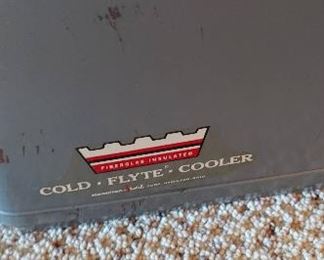 FIBERGLAS INSULATED
COLD • FLYTE • COOLER